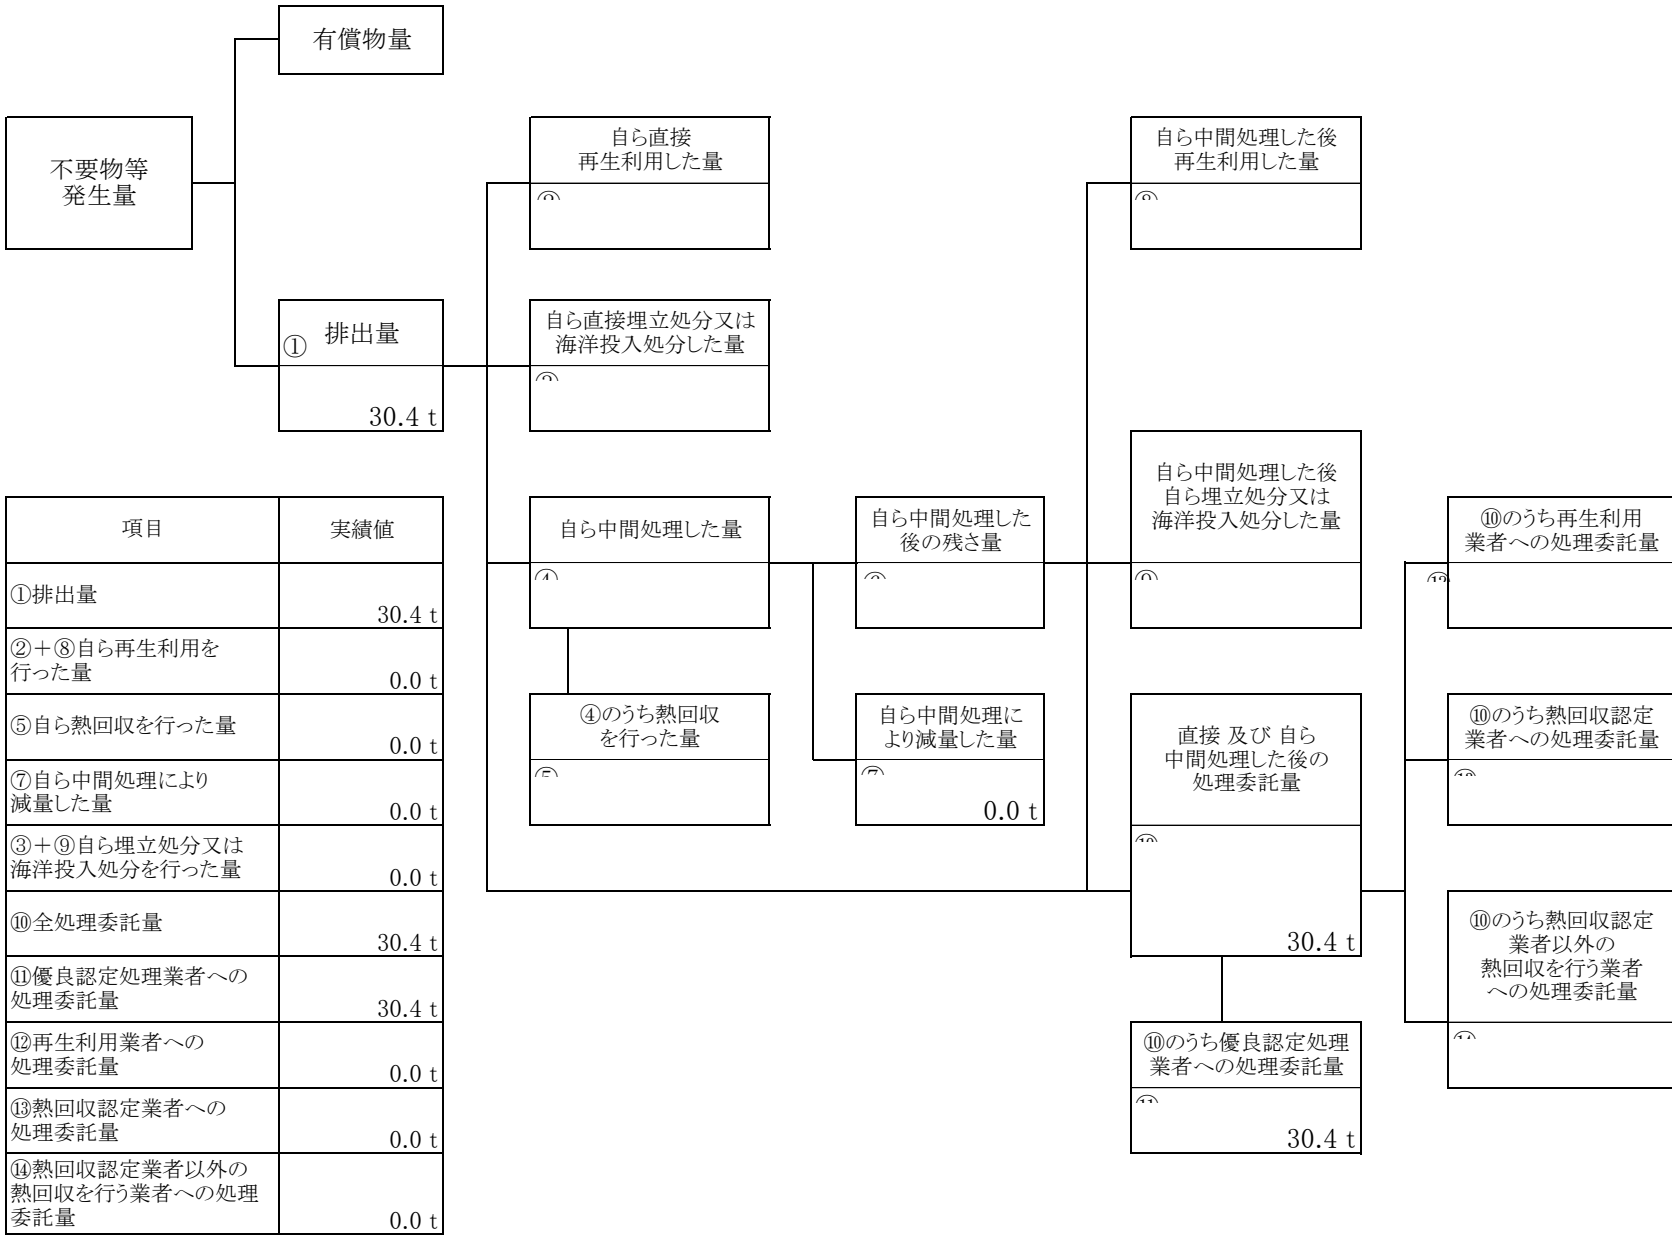 有償物量
不要物等
発生量
自ら直接
再生利用した量
自ら中間処理した後
再生利用した量
排出量
①
30.4 t
自ら直接埋立処分又は
海洋投入処分した量
自ら中間処理した量
④
自ら中間処理した
後の残さ量
自ら中間処理した後
自ら埋立処分又は
海洋投入処分した量
⑩のうち再生利用
業者への処理委託量
⑫
④のうち熱回収
を行った量
自ら中間処理に
より減量した量
⑦
0.0 t
直接 及び 自ら
中間処理した後の
処理委託量
30.4 t
⑩のうち熱回収認定
業者への処理委託量
⑩のうち熱回収認定
業者以外の
熱回収を行う業者
への処理委託量
⑭
⑩のうち優良認定処理
業者への処理委託量
⑪
30.4 t
項目 実績値
①排出量
30.4 t
②＋⑧自ら再生利用を
行った量
0.0 t
⑤自ら熱回収を行った量
0.0 t
⑦自ら中間処理により
減量した量
0.0 t
③＋⑨自ら埋立処分又は
海洋投入処分を行った量
0.0 t
⑩全処理委託量
30.4 t
⑪優良認定処理業者への
処理委託量
30.4 t
⑫再生利用業者への
処理委託量
0.0 t
⑬熱回収認定業者への
処理委託量
0.0 t
⑭熱回収認定業者以外の
熱回収を行う業者への処理
委託量
0.0 t